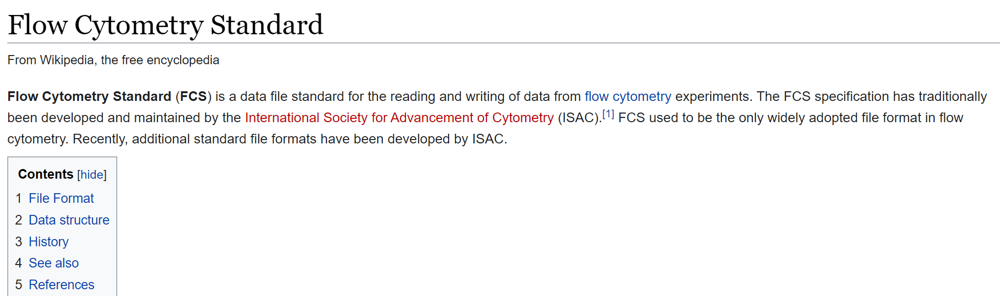 Flow Cytometry Standard
From Wikipedia, the free encyclopedia
Flow Cytometry Standard (FCS) is a data file standard for the reading and writing of data from flow cytometry experiments. The FCS specification has traditionally
been developed and maintained by the International Society for Advancement of Cytometry (ISAC).[1] FCS used to be the only widely adopted file format in flow
cytometry. Recently, additional standard file formats have been developed by ISAC.
Contents [hide]
1 File Format
2 Data structure
3 History
4 See also
5 References